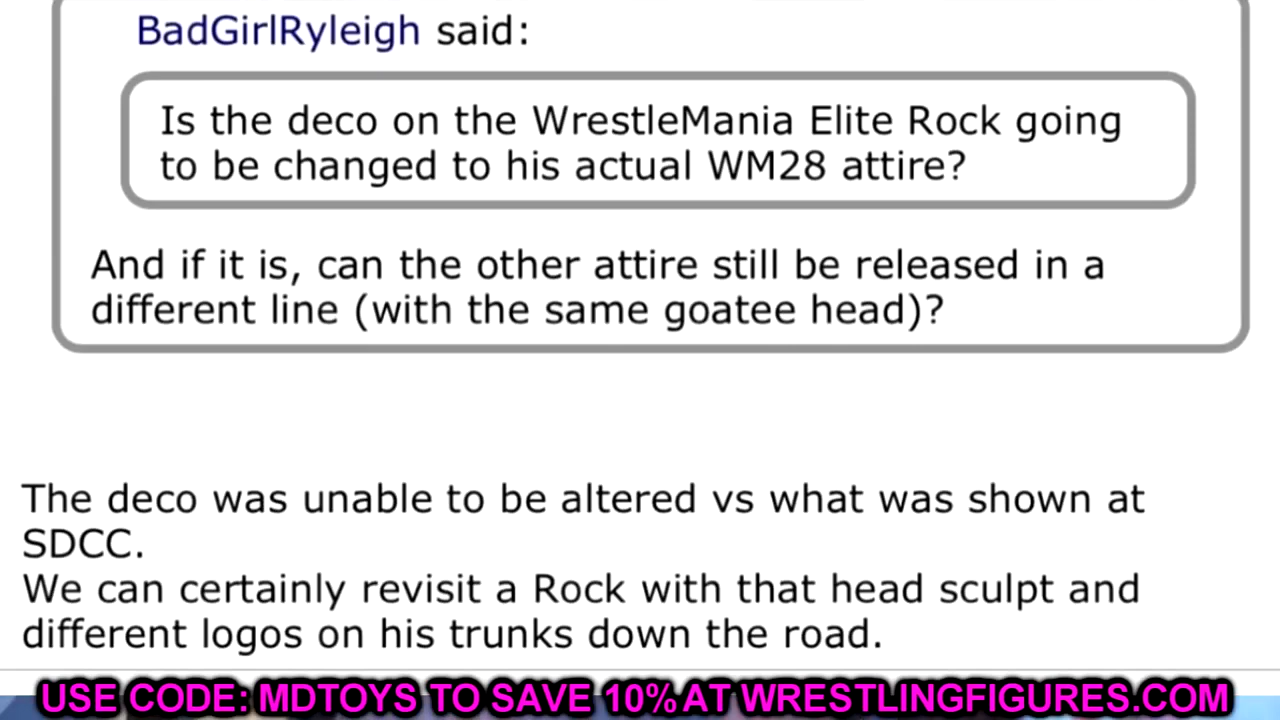 BadGirlRyleigh said:
Is the deco on the WrestleMania Elite Rock going
to be changed to his actual WM28 attire?
And if it is, can the other attire still be released in a
different line (with the same goatee head)?
The deco was unable to be altered vs what was shown at
SDCC.
We can certainly revisit a Rock with that head sculpt and
different logos on his trunks down the road.
USE CODE: MDTOYS TO SAVE 10% AT WRESTLINGFIGURES.COM